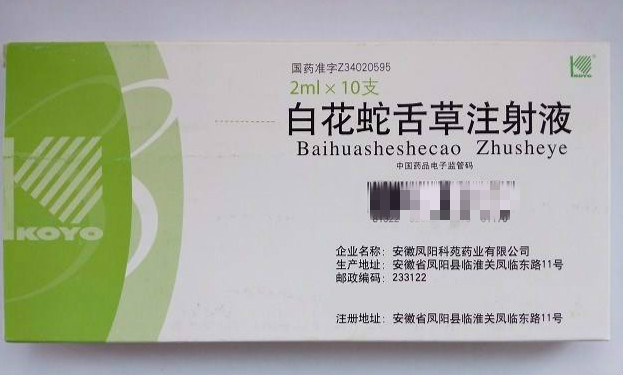 国药准字Z34020595
KOYO
2ml×10支
白花蛇舌草注射液
Baihuasheshecao Zhusheye
中国药品电子监管码
KOYO
企业名称：安徽凤阳科苑药业有限公司
生产地址：安徽省凤阳县临淮关凤临东路11号
邮政编码：233122
注册地址：安徽省凤阳县临淮关凤临东路11号